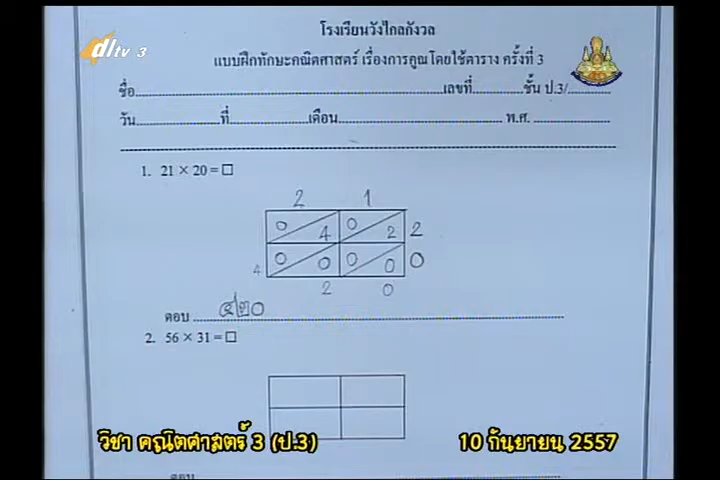 dltv 3
โรงเรียนวังไกลกังวล
แบบฝึกทักษะคณิตศาสตร์ เรื่องการคูณโดยใช้ตาราง ครั้งที่ 3
ชื่อ..........เลขที่..........ชั้น ป.3/..........
วัน..........ที่..........เดือน..........พ.ศ. ..........
1. 21 × 20 = □
2 1
0 4 0 2 2
0 0 0 0 0
4
2 0
ตอบ ๔๒๐
2. 56 × 31 = □
วิชา คณิตศาสตร์ 3 (ป.3)
10 กันยายน 2557
ตอบ